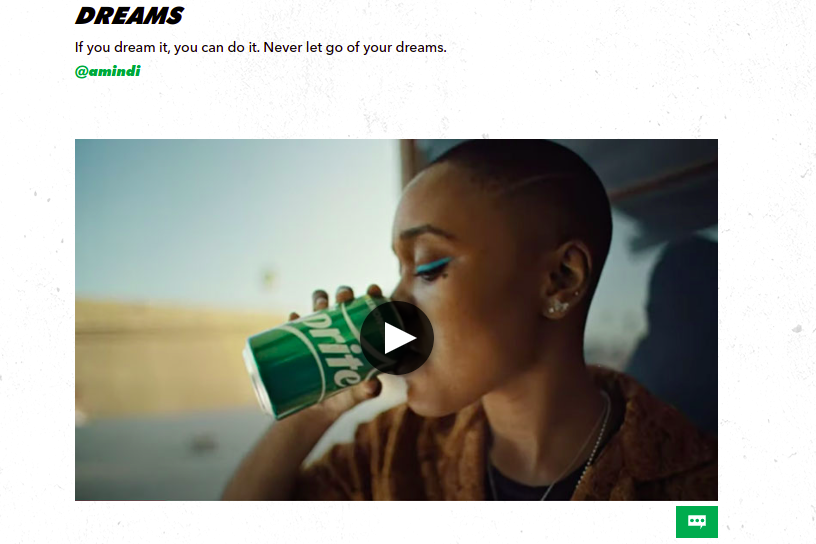 DREAMS
If you dream it, you can do it. Never let go of your dreams.
@amindi
Sprite